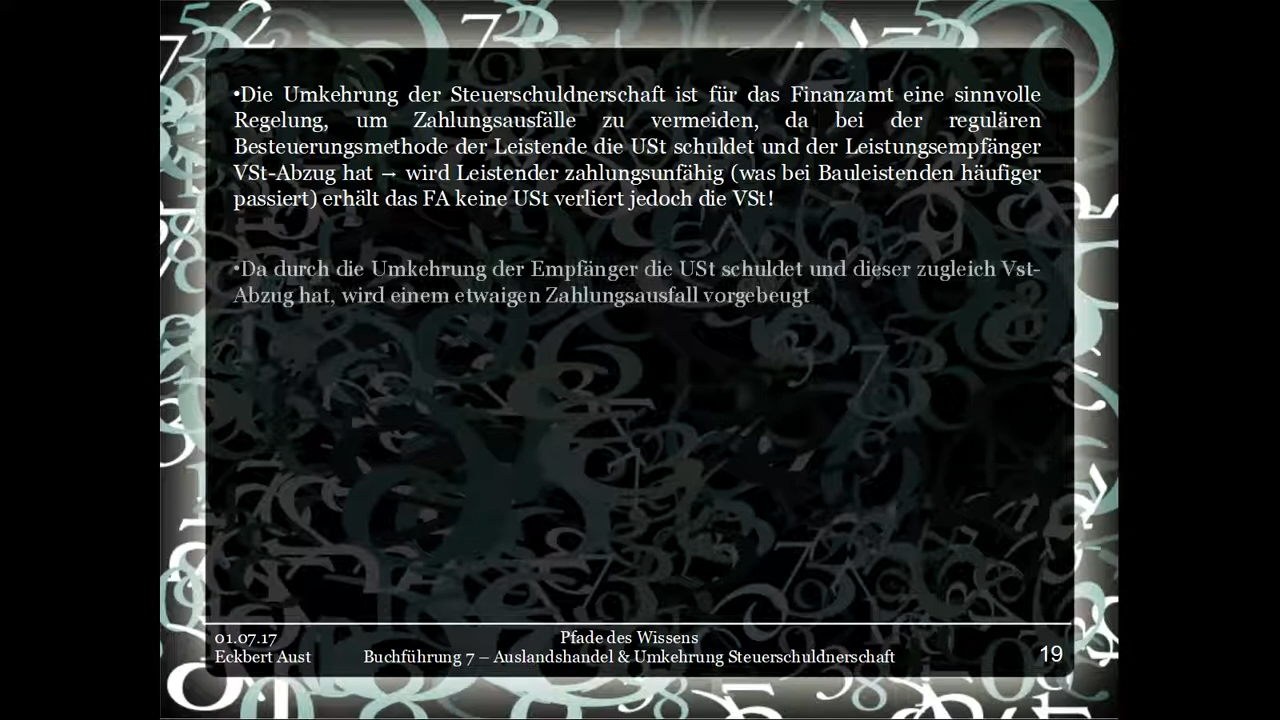 •Die Umkehrung der Steuerschuldnerschaft ist für das Finanzamt eine sinnvolle
Regelung, um Zahlungsausfälle zu vermeiden, da bei der regulären
Besteuerungsmethode der Leistende die USt schuldet und der Leistungsempfänger
VSt-Abzug hat → wird Leistender zahlungsunfähig (was bei Bauleistenden häufiger
passiert) erhält das FA keine USt verliert jedoch die VSt!
•Da durch die Umkehrung der Empfänger die USt schuldet und dieser zugleich Vst-
Abzug hat, wird einem etwaigen Zahlungsausfall vorgebeugt
01.07.17
Pfade des Wissens
Eckbert Aust
Buchführung 7 – Auslandshandel & Umkehrung Steuerschuldnerschaft
19